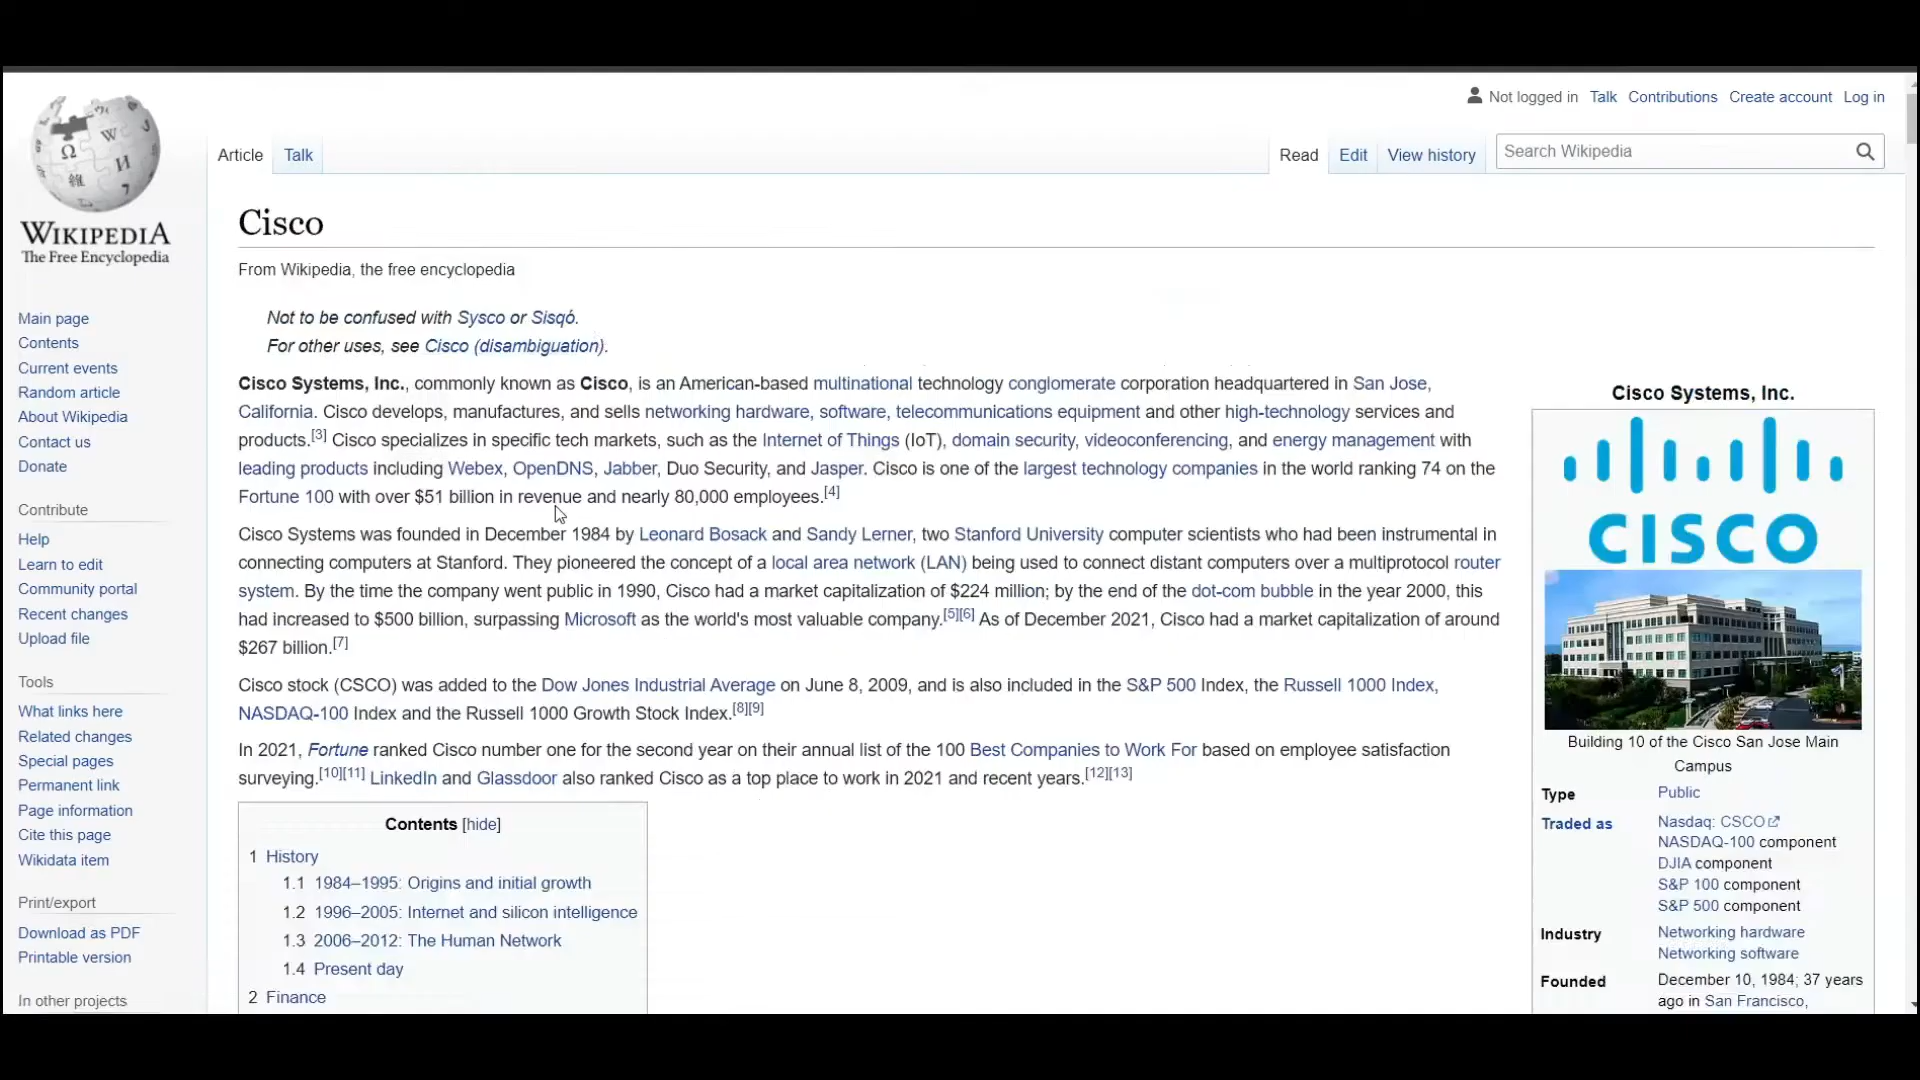 Not logged in Talk Contributions Create account Log in
Article Talk Read Edit View history Search Wikipedia
WIKIPEDIA
The Free Encyclopedia
Main page
Contents
Current events
Random article
About Wikipedia
Contact us
Donate
Contribute
Help
Learn to edit
Community portal
Recent changes
Upload file
Tools
What links here
Related changes
Special pages
Permanent link
Page information
Cite this page
Wikidata item
Print/export
Download as PDF
Printable version
In other projects
Cisco
From Wikipedia, the free encyclopedia
Not to be confused with Sysco or Sisqó.
For other uses, see Cisco (disambiguation).
Cisco Systems, Inc., commonly known as Cisco, is an American-based multinational technology conglomerate corporation headquartered in San Jose,
California. Cisco develops, manufactures, and sells networking hardware, software, telecommunications equipment and other high-technology services and
products.[3] Cisco specializes in specific tech markets, such as the Internet of Things (IoT), domain security, videoconferencing, and energy management with
leading products including Webex, OpenDNS, Jabber, Duo Security, and Jasper. Cisco is one of the largest technology companies in the world ranking 74 on the
Fortune 100 with over $51 billion in revenue and nearly 80,000 employees.[4]
Cisco Systems was founded in December 1984 by Leonard Bosack and Sandy Lerner, two Stanford University computer scientists who had been instrumental in
connecting computers at Stanford. They pioneered the concept of a local area network (LAN) being used to connect distant computers over a multiprotocol router
system. By the time the company went public in 1990, Cisco had a market capitalization of $224 million; by the end of the dot-com bubble in the year 2000, this
had increased to $500 billion, surpassing Microsoft as the world's most valuable company.[5][6] As of December 2021, Cisco had a market capitalization of around
$267 billion.[7]
Cisco stock (CSCO) was added to the Dow Jones Industrial Average on June 8, 2009, and is also included in the S&P 500 Index, the Russell 1000 Index,
NASDAQ-100 Index and the Russell 1000 Growth Stock Index.[8][9]
In 2021, Fortune ranked Cisco number one for the second year on their annual list of the 100 Best Companies to Work For based on employee satisfaction
surveying.[10][11] LinkedIn and Glassdoor also ranked Cisco as a top place to work in 2021 and recent years.[12][13]
Contents [hide]
1 History
1.1 1984–1995: Origins and initial growth
1.2 1996–2005: Internet and silicon intelligence
1.3 2006–2012: The Human Network
1.4 Present day
2 Finance
Cisco Systems, Inc.
CISCO
Building 10 of the Cisco San Jose Main
Campus
Type Public
Traded as Nasdaq: CSCO
NASDAQ-100 component
DJIA component
S&P 100 component
S&P 500 component
Industry Networking hardware
Networking software
Founded December 10, 1984; 37 years
ago in San Francisco,